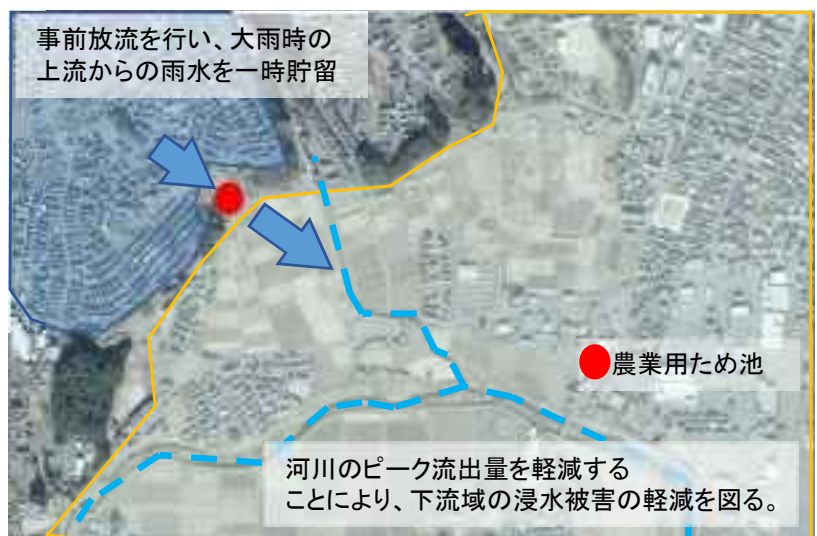 事前放流を行い、大雨時の
上流からの雨水を一時貯留
農業用ため池
河川のピーク流出量を軽減する
ことにより、下流域の浸水被害の軽減を図る。